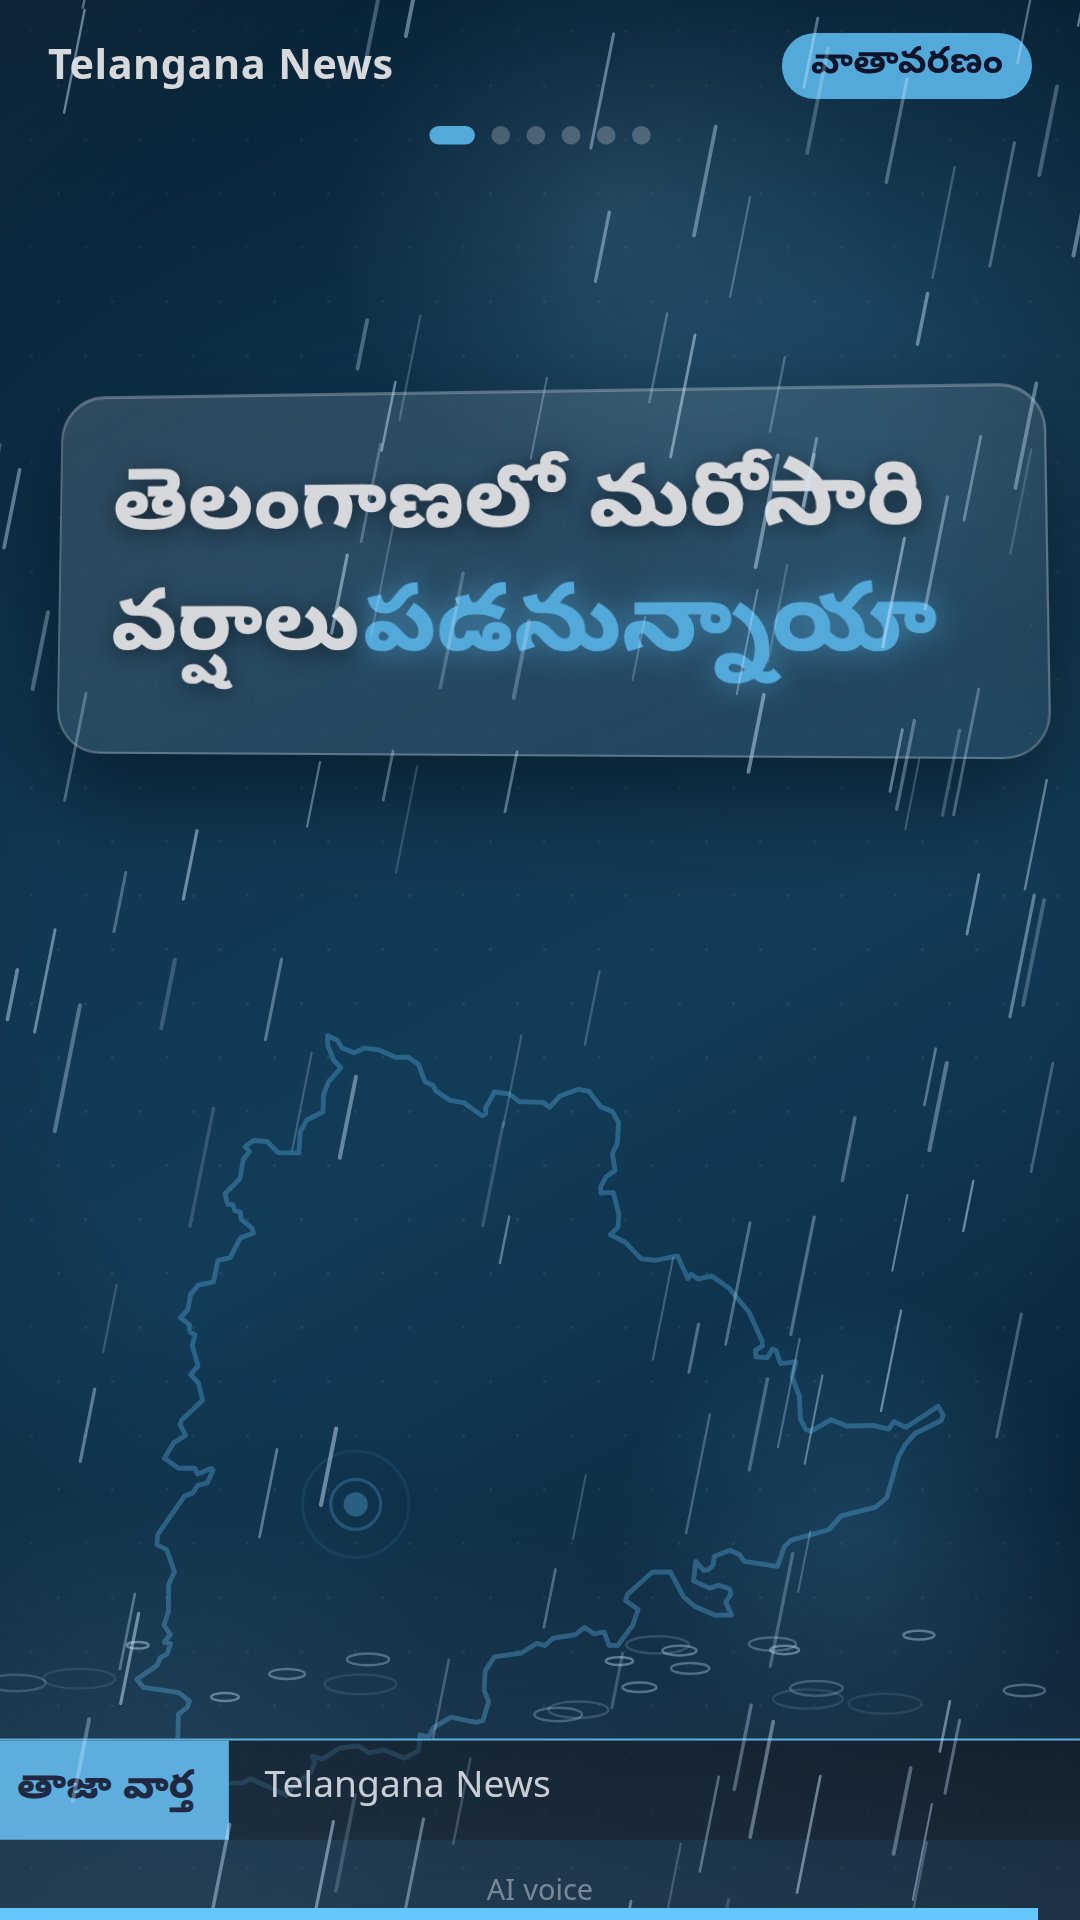 Telangana News
వాతావరణం
తెలంగాణలో మరోసారి
వర్షాలు పడనున్నాయా
తాజా వార్త
Telangana News
AI voice